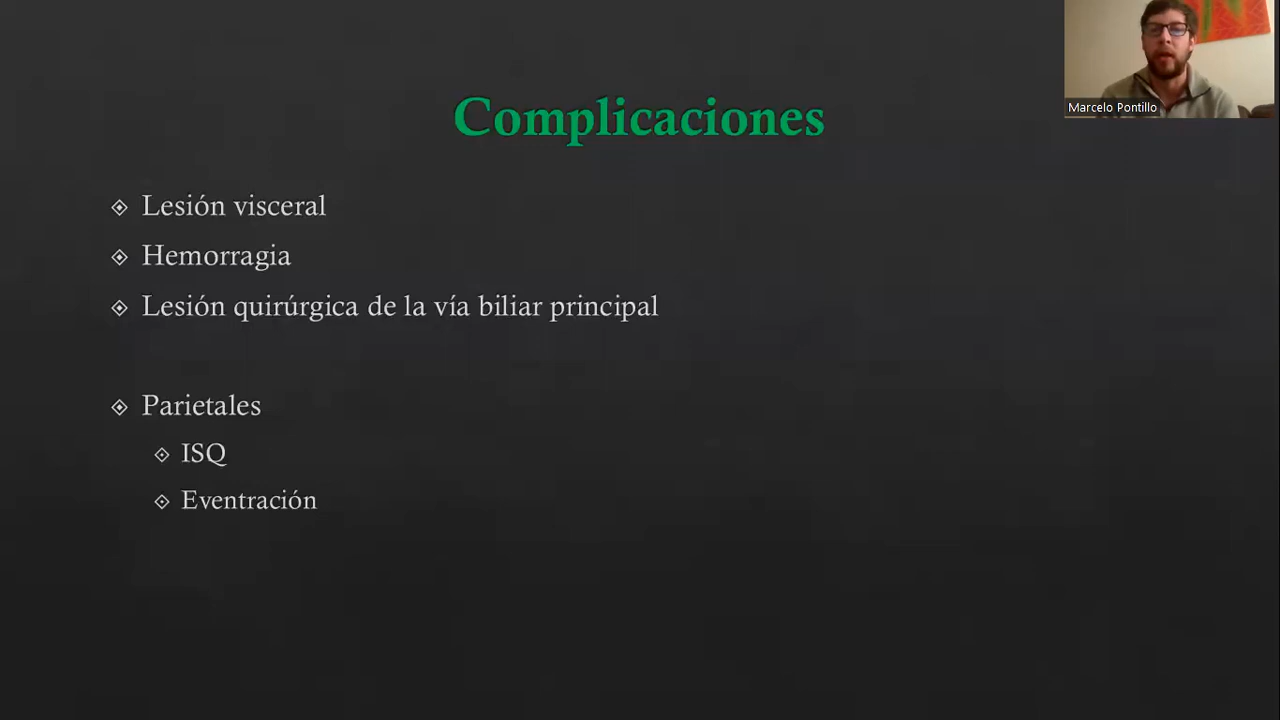 Marcelo Pontillo
Complicaciones
Lesión visceral
Hemorragia
Lesión quirúrgica de la vía biliar principal
Parietales
ISQ
Eventración